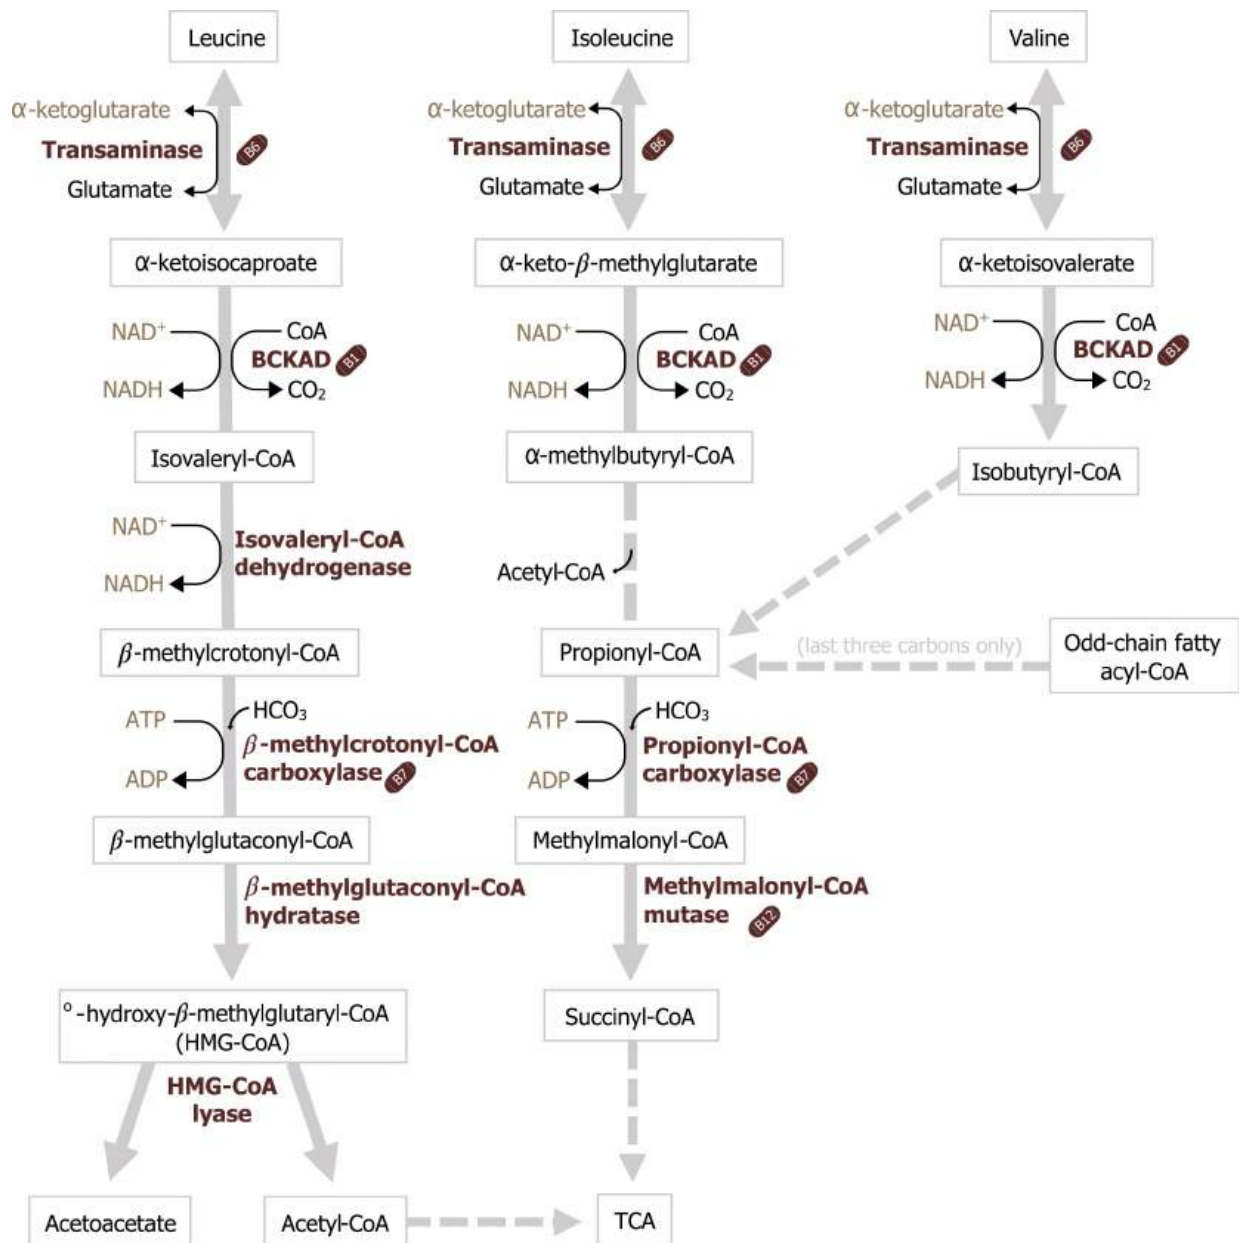 Leucine
Isoleucine
Valine
α-ketoglutarate
Transaminase
B6
Glutamate
α-ketoglutarate
Transaminase
B6
Glutamate
α-ketoglutarate
Transaminase
B6
Glutamate
α-ketoisocaproate
α-keto-β-methylglutarate
α-ketoisovalerate
NAD⁺
CoA
BCKAD
B1
NADH
CO₂
NAD⁺
CoA
BCKAD
B1
NADH
CO₂
NAD⁺
CoA
BCKAD
B1
NADH
CO₂
Isovaleryl-CoA
α-methylbutyryl-CoA
Isobutyryl-CoA
NAD⁺
Isovaleryl-CoA
dehydrogenase
NADH
Acetyl-CoA
β-methylcrotonyl-CoA
Propionyl-CoA
(last three carbons only)
Odd-chain fatty
acyl-CoA
ATP
HCO₃
β-methylcrotonyl-CoA
carboxylase
B7
ADP
ATP
HCO₃
Propionyl-CoA
carboxylase
B7
ADP
β-methylglutaconyl-CoA
Methylmalonyl-CoA
β-methylglutaconyl-CoA
hydratase
Methylmalonyl-CoA
mutase
B12
°-hydroxy-β-methylglutaryl-CoA
(HMG-CoA)
Succinyl-CoA
HMG-CoA
lyase
Acetoacetate
Acetyl-CoA
TCA